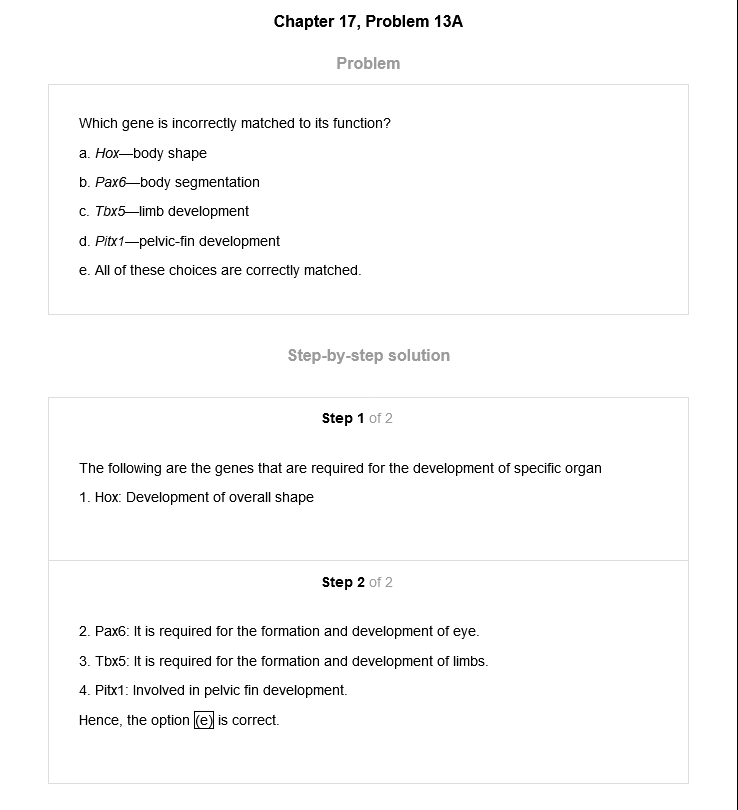 Chapter 17, Problem 13A
Problem
Which gene is incorrectly matched to its function?
a. Hox—body shape
b. Pax6—body segmentation
c. Tbx5—limb development
d. Pitx1—pelvic-fin development
e. All of these choices are correctly matched.
Step-by-step solution
Step 1 of 2
The following are the genes that are required for the development of specific organ
1. Hox: Development of overall shape
Step 2 of 2
2. Pax6: It is required for the formation and development of eye.
3. Tbx5: It is required for the formation and development of limbs.
4. Pitx1: Involved in pelvic fin development.
Hence, the option (e) is correct.